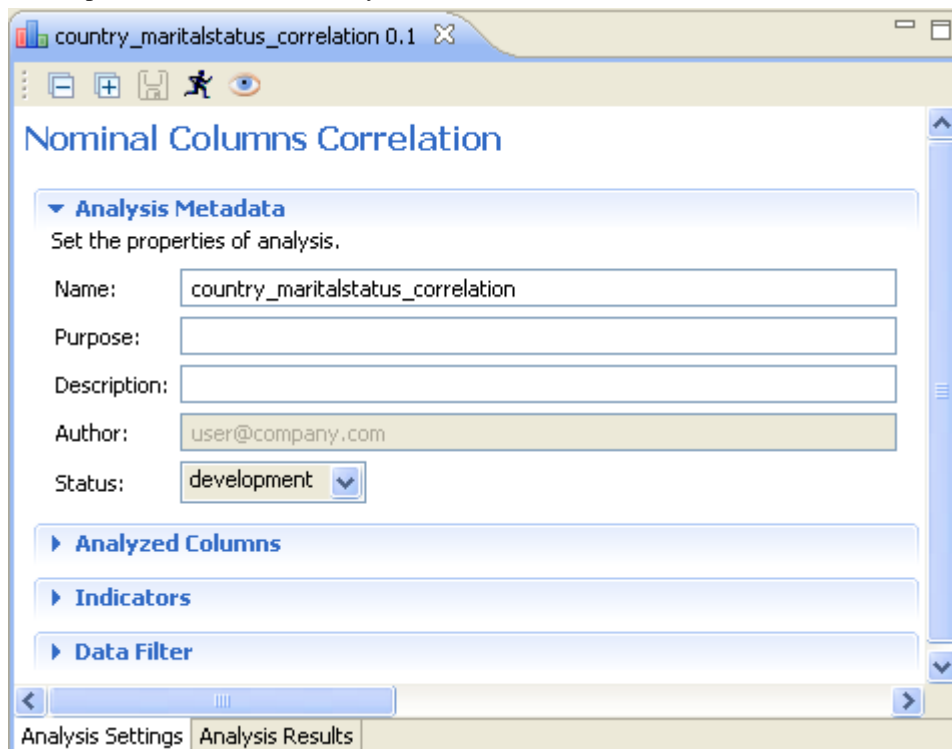 country_maritalstatus_correlation 0.1
Nominal Columns Correlation
Analysis Metadata
Set the properties of analysis.
Name: country_maritalstatus_correlation
Purpose:
Description:
Author: user@company.com
Status: development
Analyzed Columns
Indicators
Data Filter
Analysis Settings Analysis Results